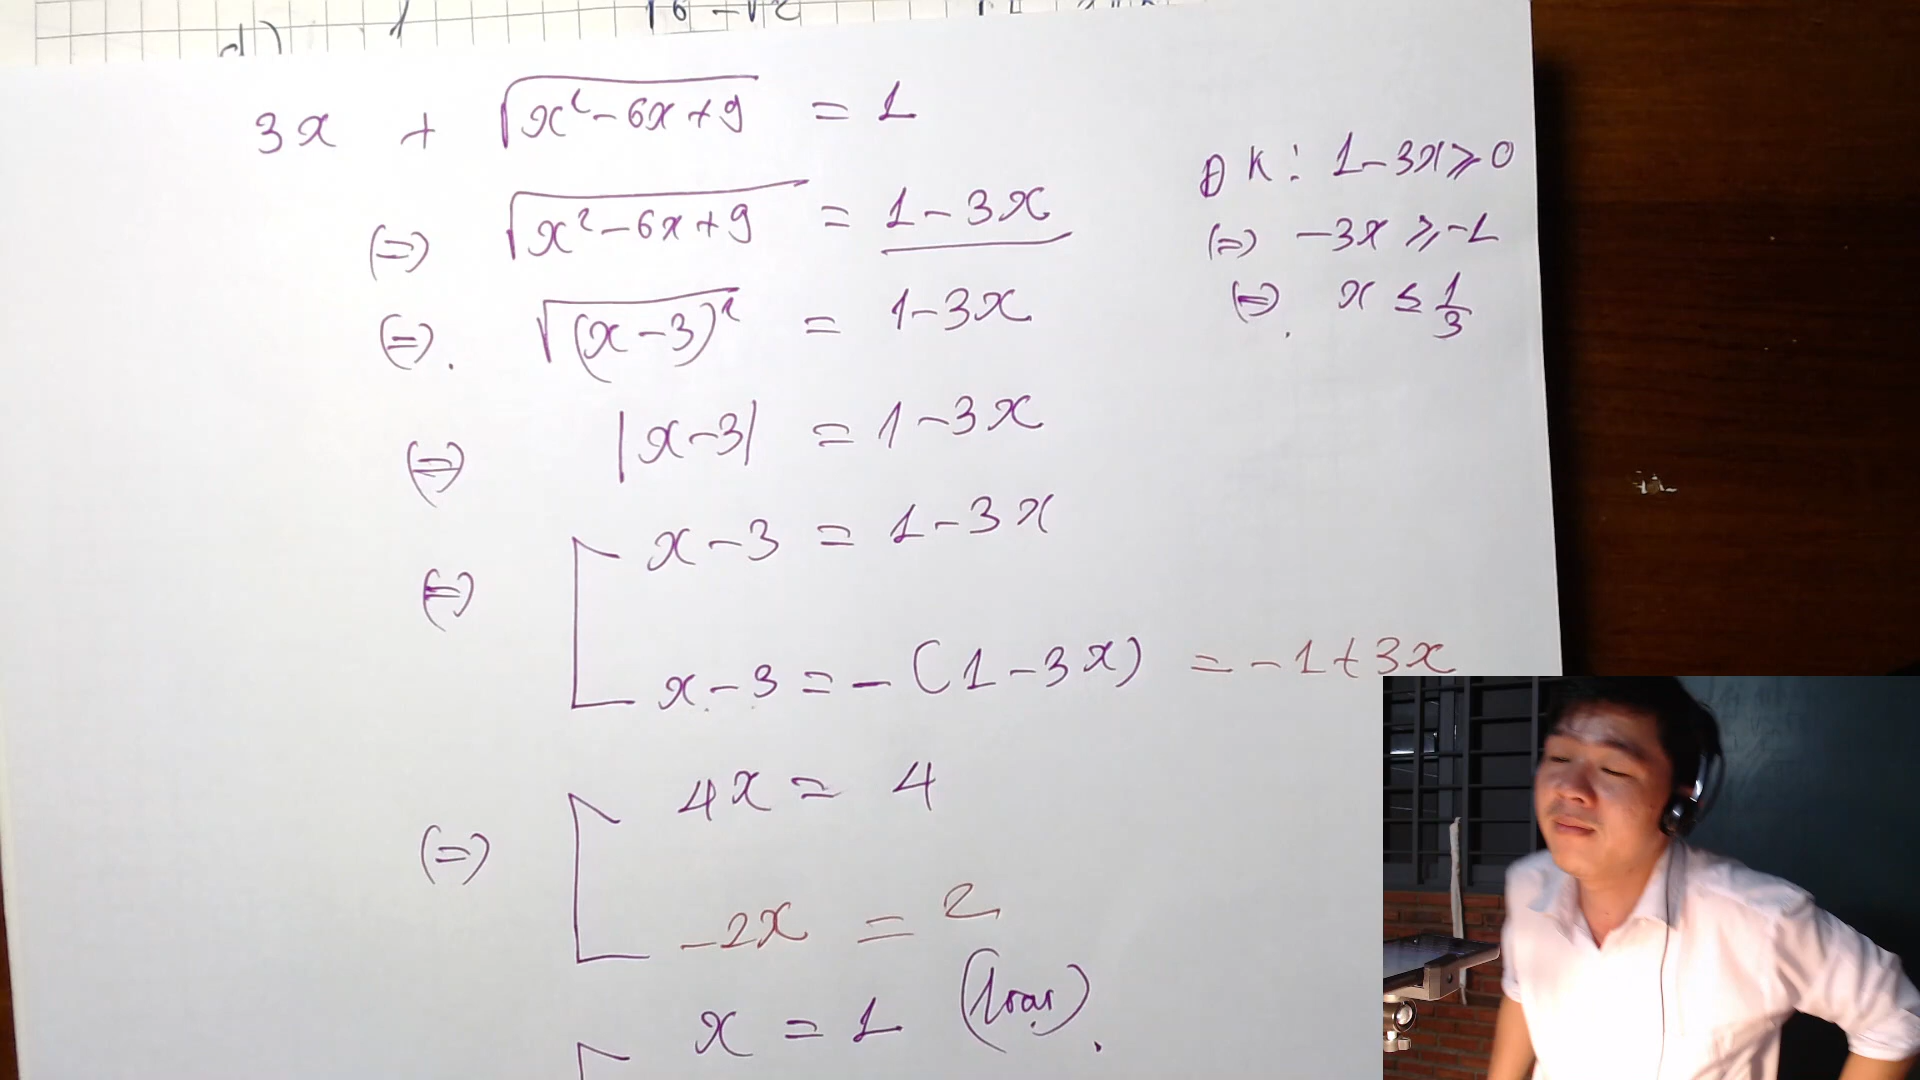 d)
√6 - √2
3x + √(x² - 6x + 9) = 1
(=) √(x² - 6x + 9) = 1 - 3x
(=). √((x - 3)²) = 1 - 3x
(=) |x - 3| = 1 - 3x
(=) [ x - 3 = 1 - 3x
x - 3 = - (1 - 3x) = - 1 + 3x
(=) [ 4x = 4
-2x = 2
[ x = 1 (loại).
ĐK: 1 - 3x ⩾ 0
(=) -3x ⩾ -1
(=). x ≤ 1/3